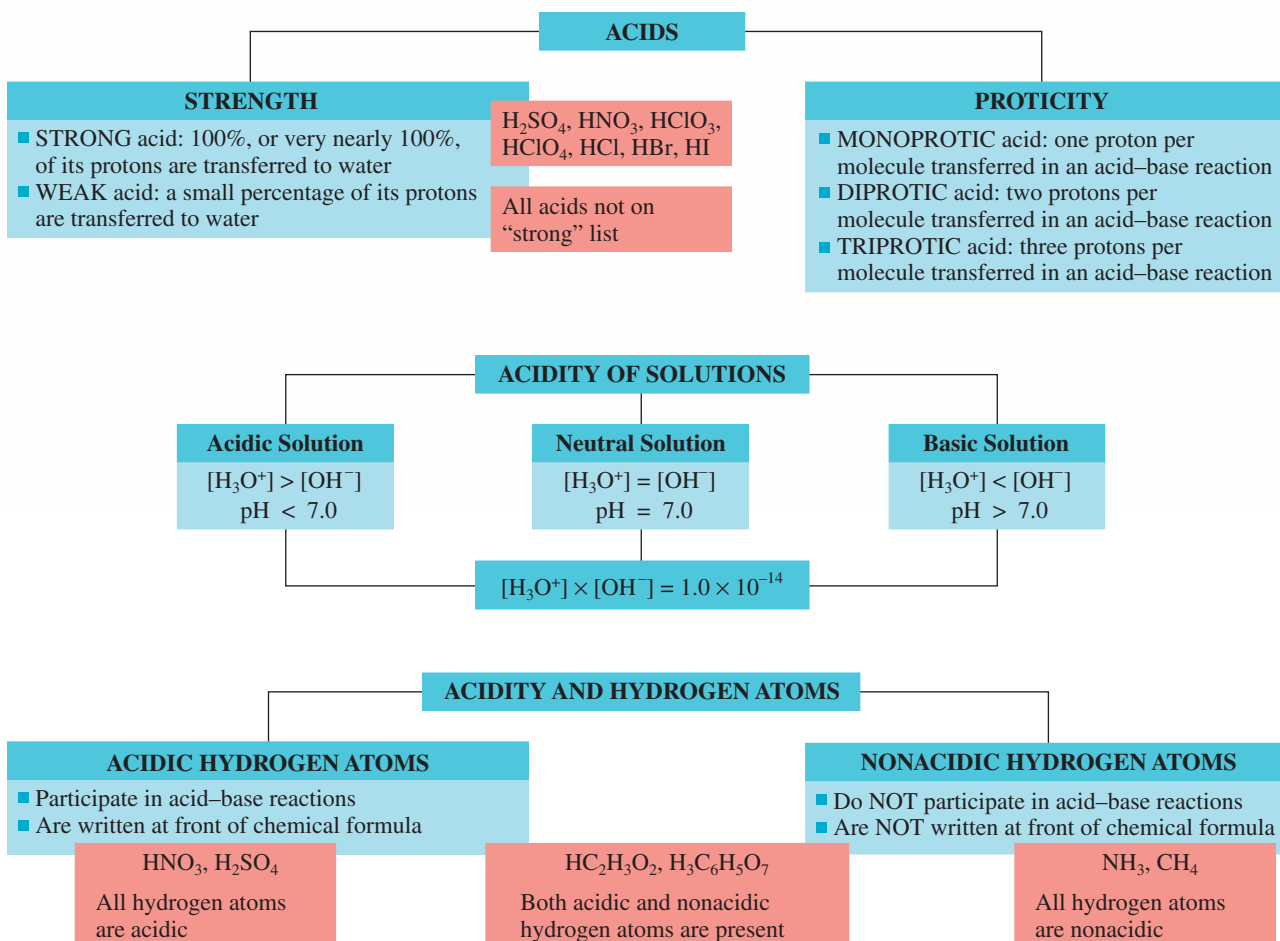 ACIDS
STRENGTH
■ STRONG acid: 100%, or very nearly 100%,
of its protons are transferred to water
■ WEAK acid: a small percentage of its protons
are transferred to water
H₂SO₄, HNO₃, HClO₃,
HClO₄, HCl, HBr, HI
All acids not on
“strong” list
PROTICITY
■ MONOPROTIC acid: one proton per
molecule transferred in an acid–base reaction
■ DIPROTIC acid: two protons per
molecule transferred in an acid–base reaction
■ TRIPROTIC acid: three protons per
molecule transferred in an acid–base reaction
ACIDITY OF SOLUTIONS
Acidic Solution
[H₃O⁺] > [OH⁻]
pH < 7.0
Neutral Solution
[H₃O⁺] = [OH⁻]
pH = 7.0
Basic Solution
[H₃O⁺] < [OH⁻]
pH > 7.0
[H₃O⁺] × [OH⁻] = 1.0 × 10⁻¹⁴
ACIDITY AND HYDROGEN ATOMS
ACIDIC HYDROGEN ATOMS
■ Participate in acid–base reactions
■ Are written at front of chemical formula
NONACIDIC HYDROGEN ATOMS
■ Do NOT participate in acid–base reactions
■ Are NOT written at front of chemical formula
HNO₃, H₂SO₄
All hydrogen atoms
are acidic
HC₂H₃O₂, H₃C₆H₅O₇
Both acidic and nonacidic
hydrogen atoms are present
NH₃, CH₄
All hydrogen atoms
are nonacidic